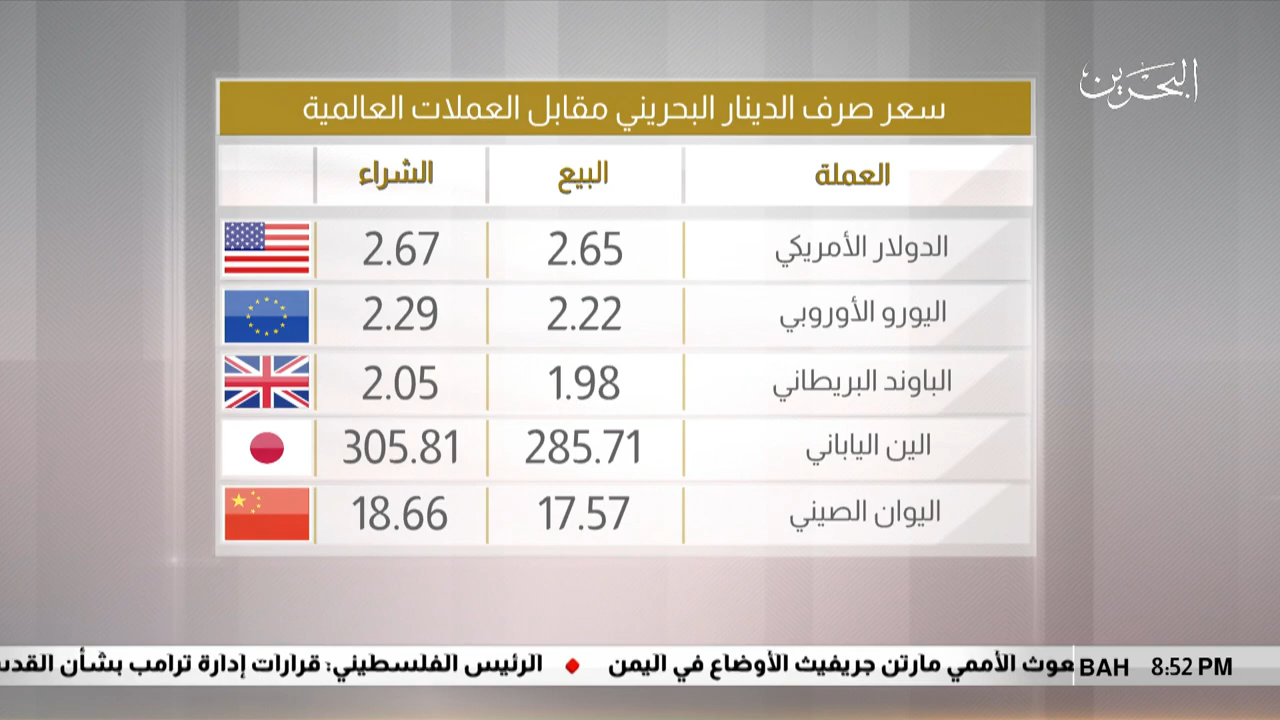 البحرين
سعر صرف الدينار البحريني مقابل العملات العالمية
العملة البيع الشراء
الدولار الأمريكي 2.65 2.67
اليورو الأوروبي 2.22 2.29
الباوند البريطاني 1.98 2.05
الين الياباني 285.71 305.81
اليوان الصيني 17.57 18.66
BAH 8:52 PM
عوث الأممي مارتن جريفيث الأوضاع في اليمن • الرئيس الفلسطيني: قرارات إدارة ترامب بشأن القدس